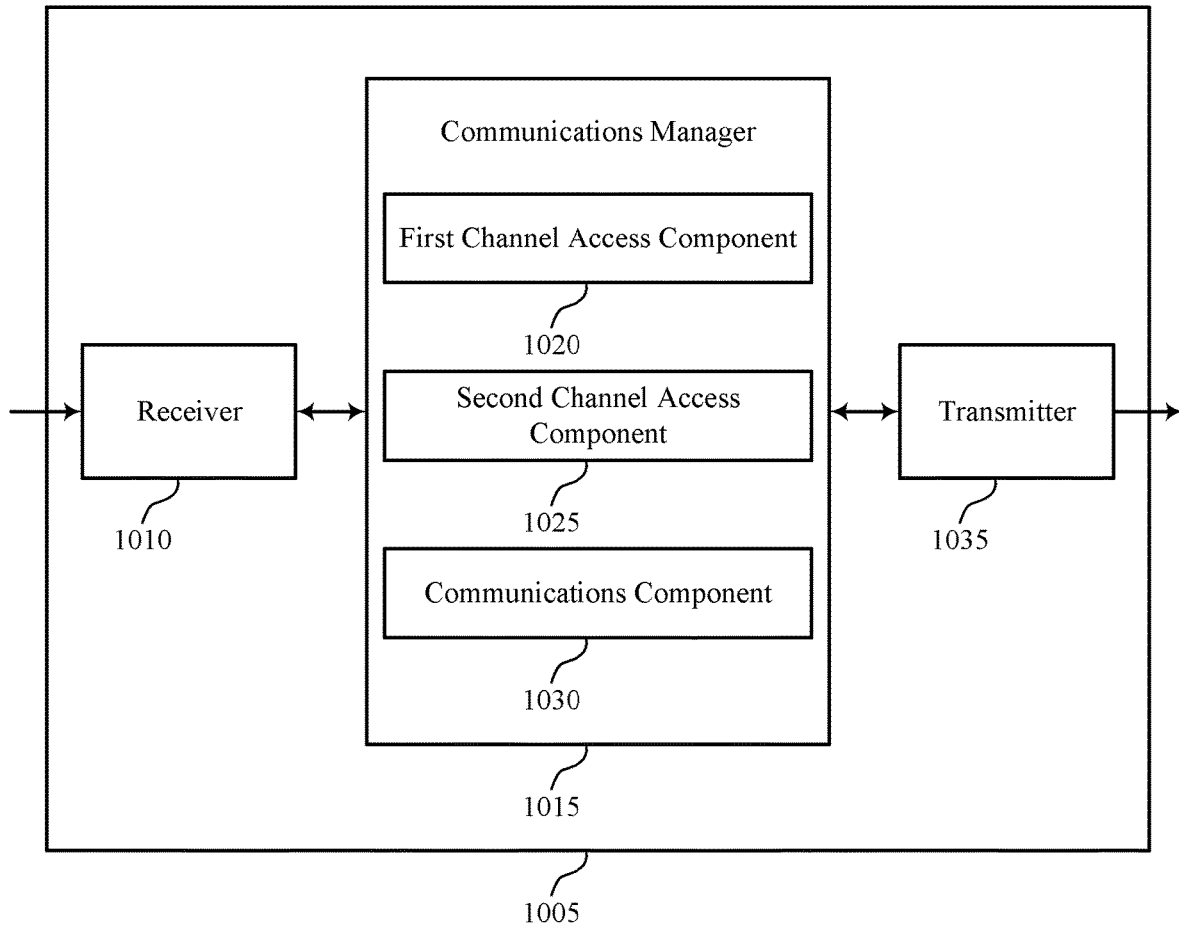 Communications Manager
First Channel Access Component
1020
Receiver
1010
Second Channel Access
Component
1025
Transmitter
1035
Communications Component
1030
1015
1005